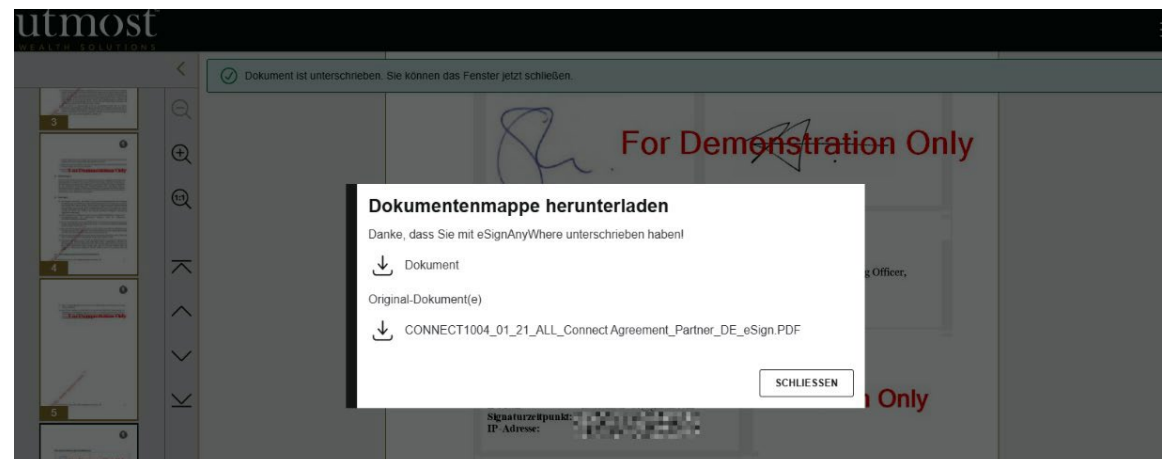 utmost
WEALTH SOLUTIONS
Dokument ist unterschrieben. Sie können das Fenster jetzt schließen.
3
4
5
For Demonstration Only
Dokumentenmappe herunterladen
Danke, dass Sie mit eSignAnyWhere unterschrieben haben!
Dokument
Original-Dokument(e)
CONNECT1004_01_21_ALL_Connect Agreement_Partner_DE_eSign.PDF
SCHLIESSEN
g Officer,
Only
Signaturzeitpunkt:
IP-Adresse: